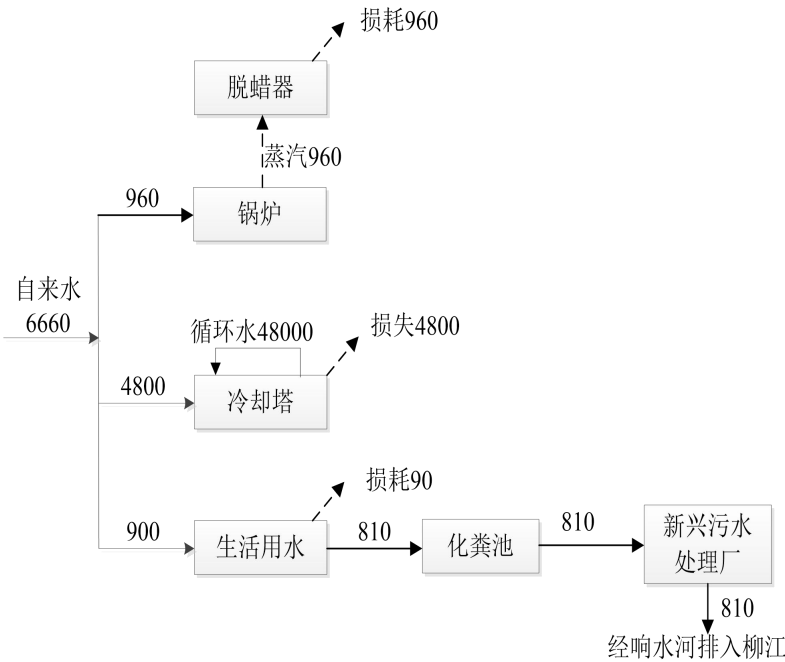 损耗960
脱蜡器
蒸汽960
960
锅炉
自来水
6660
循环水48000
损失4800
4800
冷却塔
损耗90
900
生活用水
810
化粪池
810
新兴污水
处理厂
810
经响水河排入柳江